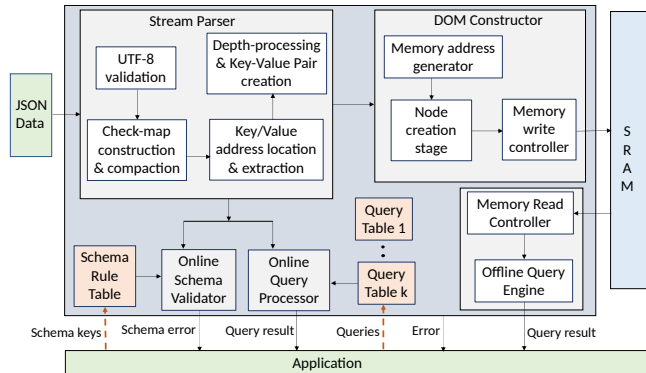 Stream Parser
DOM Constructor
UTF-8
validation
Depth-processing
& Key-Value Pair
creation
Memory address
generator
JSON
Data
Check-map
construction
& compaction
Key/Value
address location
& extraction
Node
creation
stage
Memory
write
controller
S
R
A
M
Memory Read
Controller
Offline Query
Engine
Query
Table 1
Schema
Rule
Table
Online
Schema
Validator
Online
Query
Processor
Query
Table k
Schema keys
Schema error
Query result
Queries
Error
Query result
Application